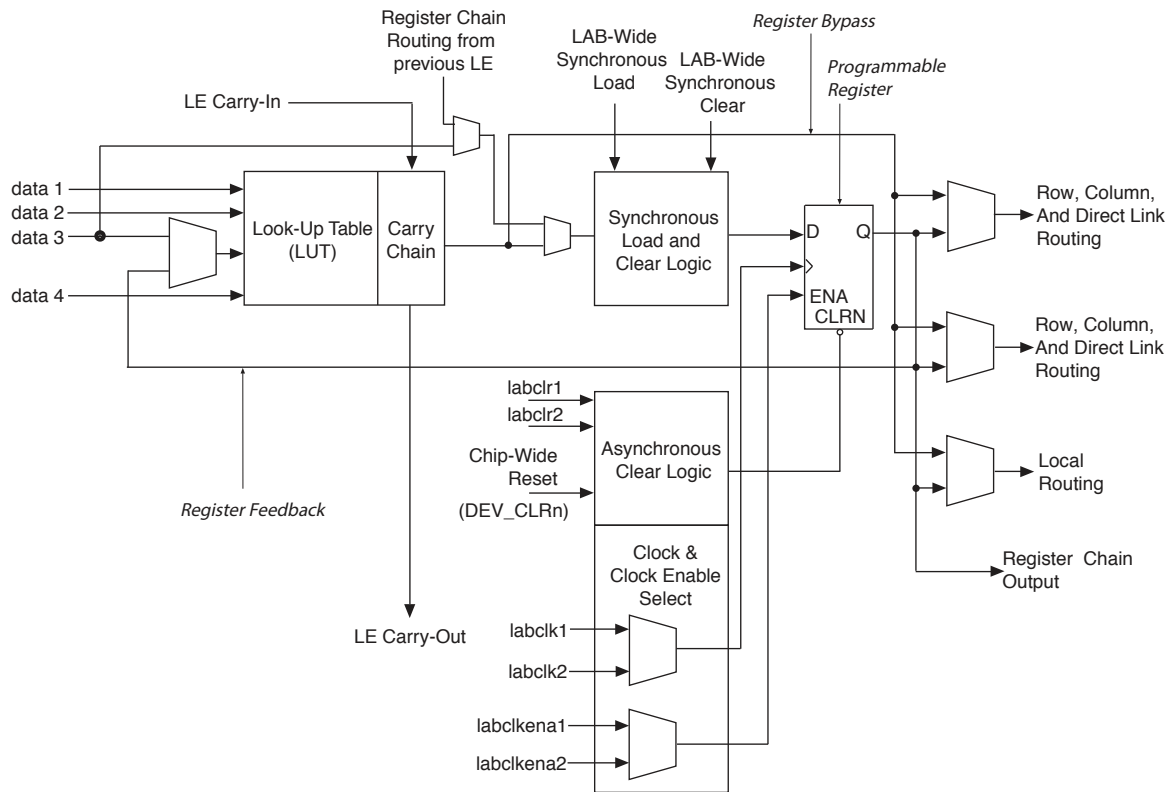 Register Chain
Routing from
previous LE
LAB-Wide
Synchronous
Load
LAB-Wide
Synchronous
Clear
Register Bypass
Programmable
Register
LE Carry-In
data 1
data 2
data 3
data 4
Look-Up Table
(LUT)
Carry
Chain
Synchronous
Load and
Clear Logic
D
Q
ENA
CLRN
Row, Column,
And Direct Link
Routing
Row, Column,
And Direct Link
Routing
Local
Routing
Register Chain
Output
Register Feedback
labclr1
labclr2
Chip-Wide
Reset
(DEV_CLRn)
Asynchronous
Clear Logic
Clock &
Clock Enable
Select
LE Carry-Out
labclk1
labclk2
labclkena1
labclkena2